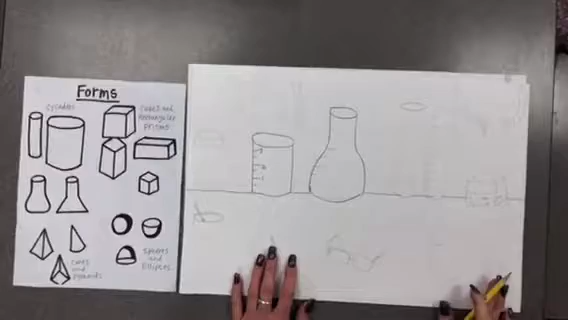 Forms
cylinders
cubes and
rectangular
prisms
cones
and
pyramids
spheres
and
ellipses